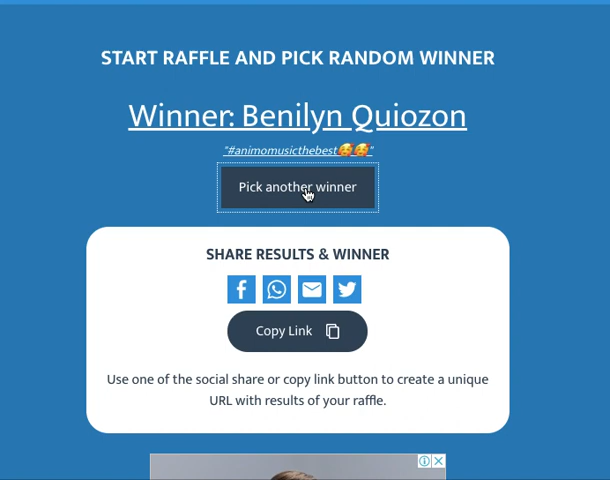 START RAFFLE AND PICK RANDOM WINNER
Winner: Benilyn Quiozon
"#animomusicthebest🥰🥰"
Pick another winner
SHARE RESULTS & WINNER
Copy Link
Use one of the social share or copy link button to create a unique
URL with results of your raffle.